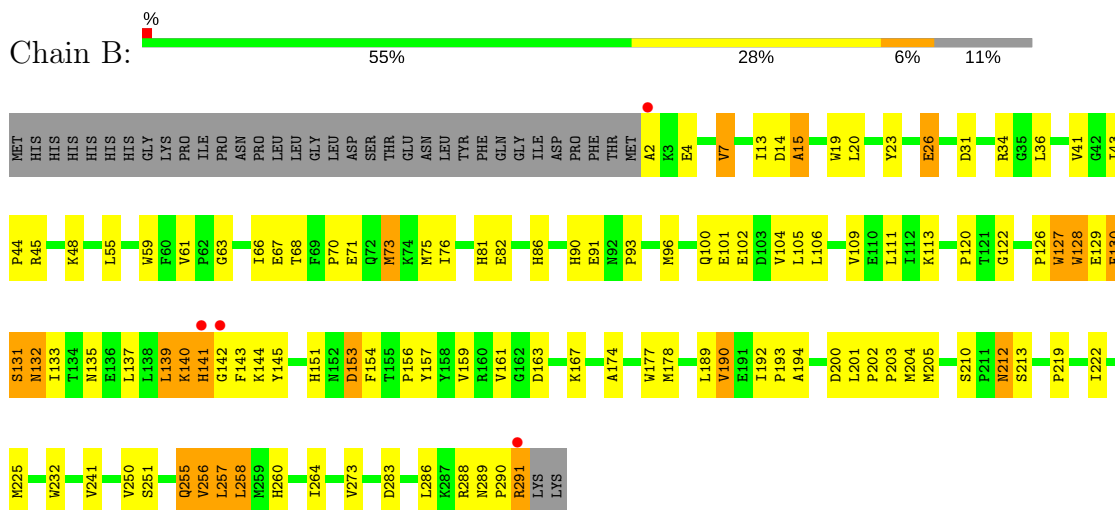 %
Chain B:
55% 28% 6% 11%
MET HIS HIS HIS HIS HIS HIS GLY LYS PRO ILE PRO ASN PRO LEU LEU GLY LEU ASP SER THR GLU ASN LEU TYR PHE GLN GLY ILE ASP PRO PHE THR MET A2 K3 E4 V7 I13 D14 A15 W19 L20 Y23 E26 D31 R34 G35 L36 V41 G42 I43
P44 R45 K48 L55 W59 F60 V61 P62 G63 I66 E67 T68 F69 P70 E71 Q72 M73 K74 M75 I76 H81 E82 H86 H90 E91 N92 P93 M96 Q100 E101 E102 D103 V104 L105 L106 V109 E110 L111 I112 K113 P120 T121 G122 P126 W127 W128 E129
S131 N132 I133 T134 N135 E136 L137 L138 L139 K140 H141 G142 F143 K144 Y145 H151 N152 D153 F154 T155 P156 Y157 Y158 V159 R160 V161 G162 D163 K167 A174 W177 M178 L189 V190 E191 I192 P193 A194 D200 L201 P202 P203 M204 M205 S210 P211 N212 S213 P219 I222
M225 W232 V241 V250 S251 Q255 V256 L257 L258 M259 H260 I264 V273 D283 L286 K287 R288 N289 P290 R291 LYS LYS